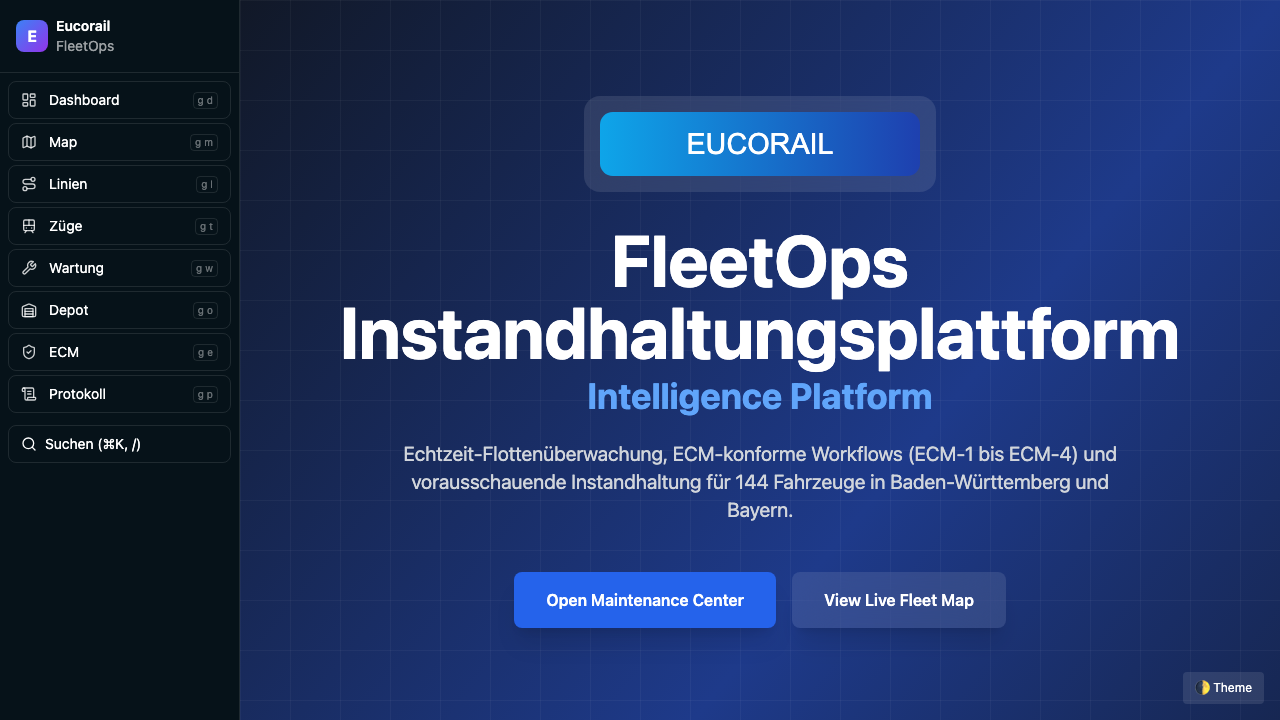 E
Eucorail
FleetOps
Dashboard g d
Map g m
Linien g l
Züge g t
Wartung g w
Depot g o
ECM g e
Protokoll g p
Suchen (⌘K, /)
EUCORAIL
FleetOps
Instandhaltungsplattform
Intelligence Platform
Echtzeit-Flottenüberwachung, ECM-konforme Workflows (ECM-1 bis ECM-4) und
vorausschauende Instandhaltung für 144 Fahrzeuge in Baden-Württemberg und
Bayern.
Open Maintenance Center
View Live Fleet Map
🌗 Theme